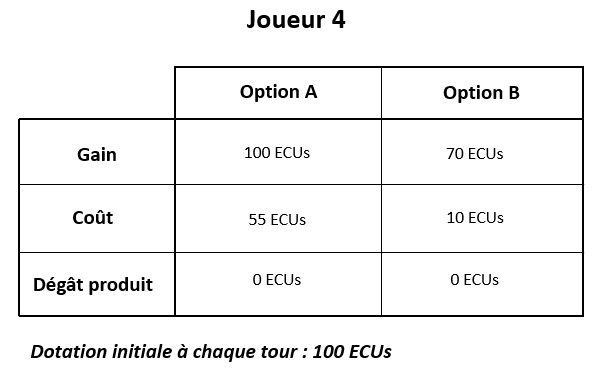 Joueur 4
Option A Option B
Gain 100 ECUs 70 ECUs
Coût 55 ECUs 10 ECUs
Dégât produit 0 ECUs 0 ECUs
Dotation initiale à chaque tour : 100 ECUs